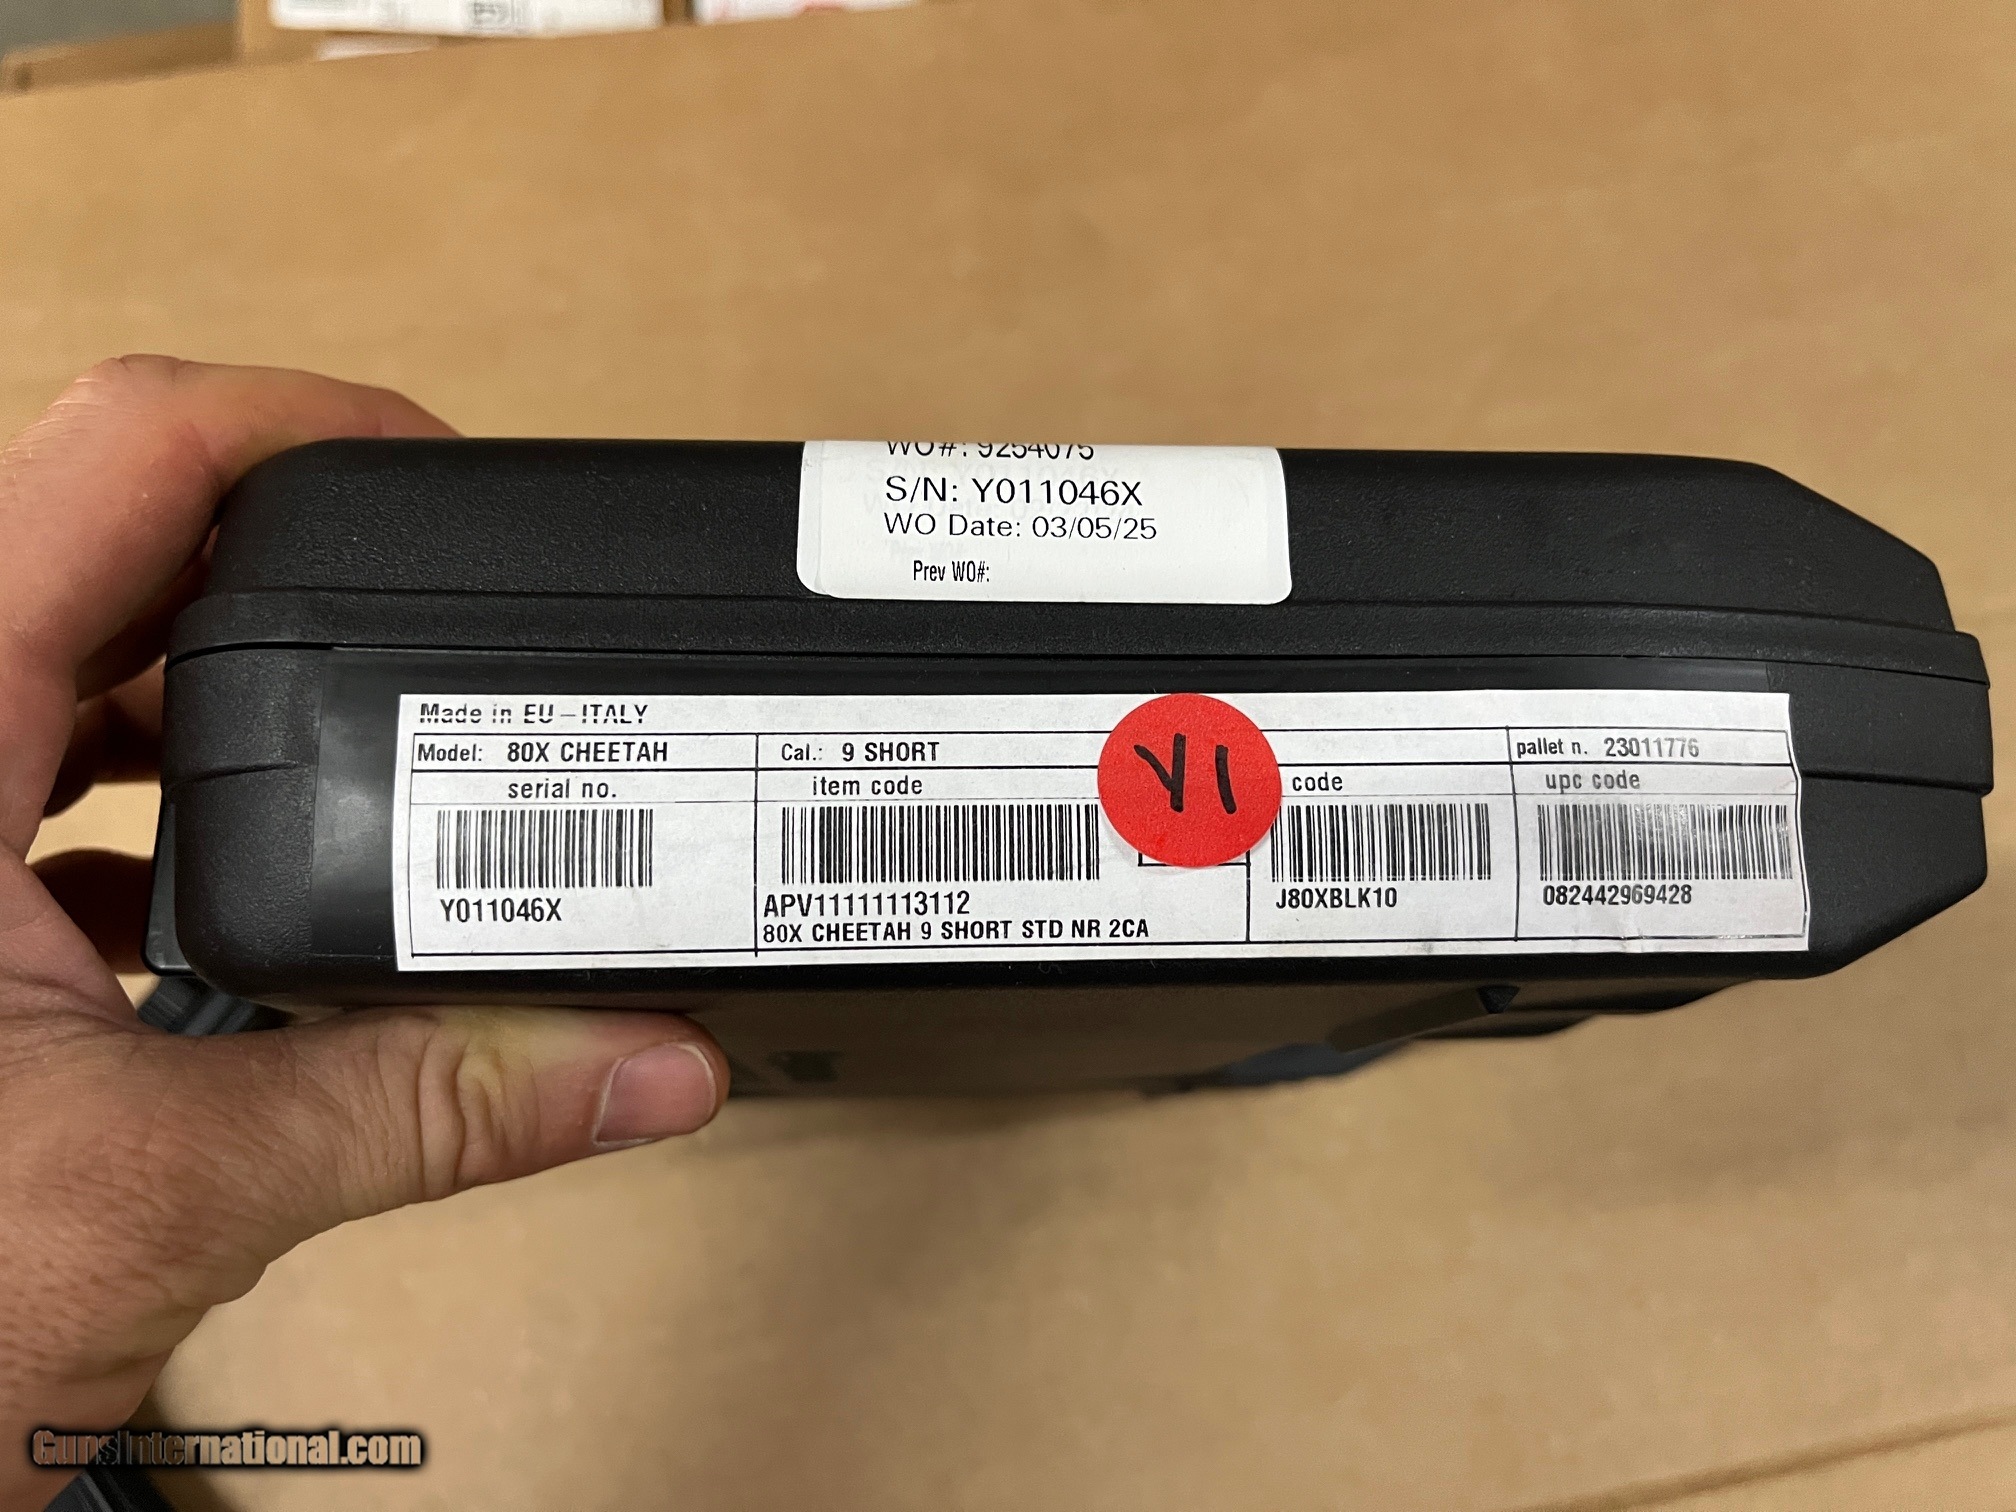 WO#: 9254075
S/N: Y011046X
WO Date: 03/05/25
Prev WO#:
Made in EU - ITALY
Model: 80X CHEETAH
Cal.: 9 SHORT
pallet n. 23011776
serial no.
item code
code
upc code
Y1
Y011046X
APV11111113112
80X CHEETAH 9 SHORT STD NR 2CA
J80XBLK10
082442969428
GunsInternational.com